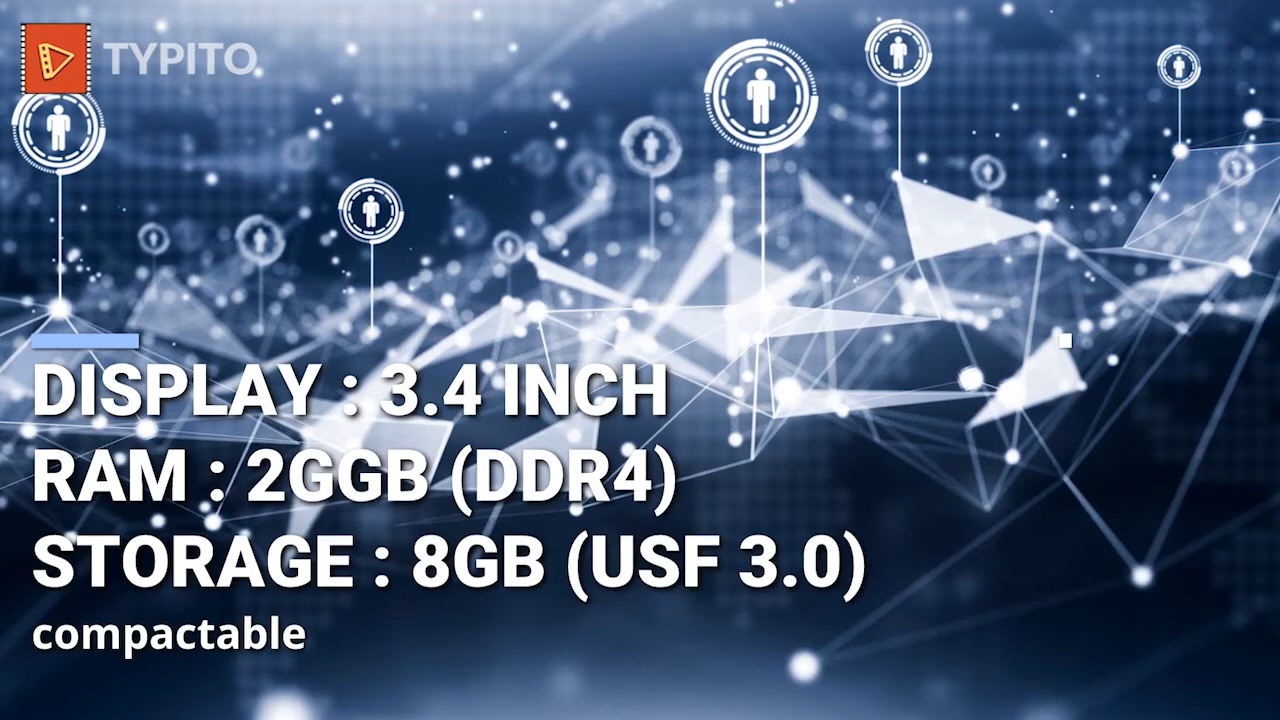 TYPITO
DISPLAY : 3.4 INCH
RAM : 2GGB (DDR4)
STORAGE : 8GB (USF 3.0)
compactable